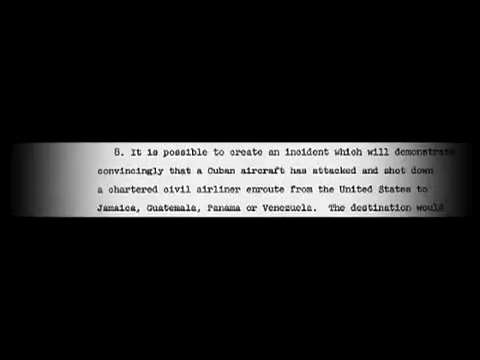 8. It is possible to create an incident which will demonstrate
convincingly that a Cuban aircraft has attacked and shot down
a chartered civil airliner enroute from the United States to
Jamaica, Guatemala, Panama or Venezuela. The destination would